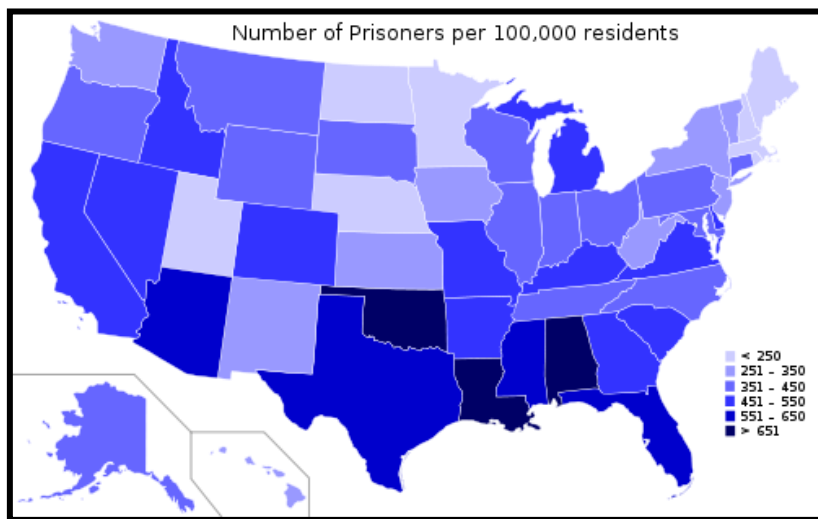 Number of Prisoners per 100,000 residents
< 250
251 – 350
351 – 450
451 – 550
551 – 650
> 651